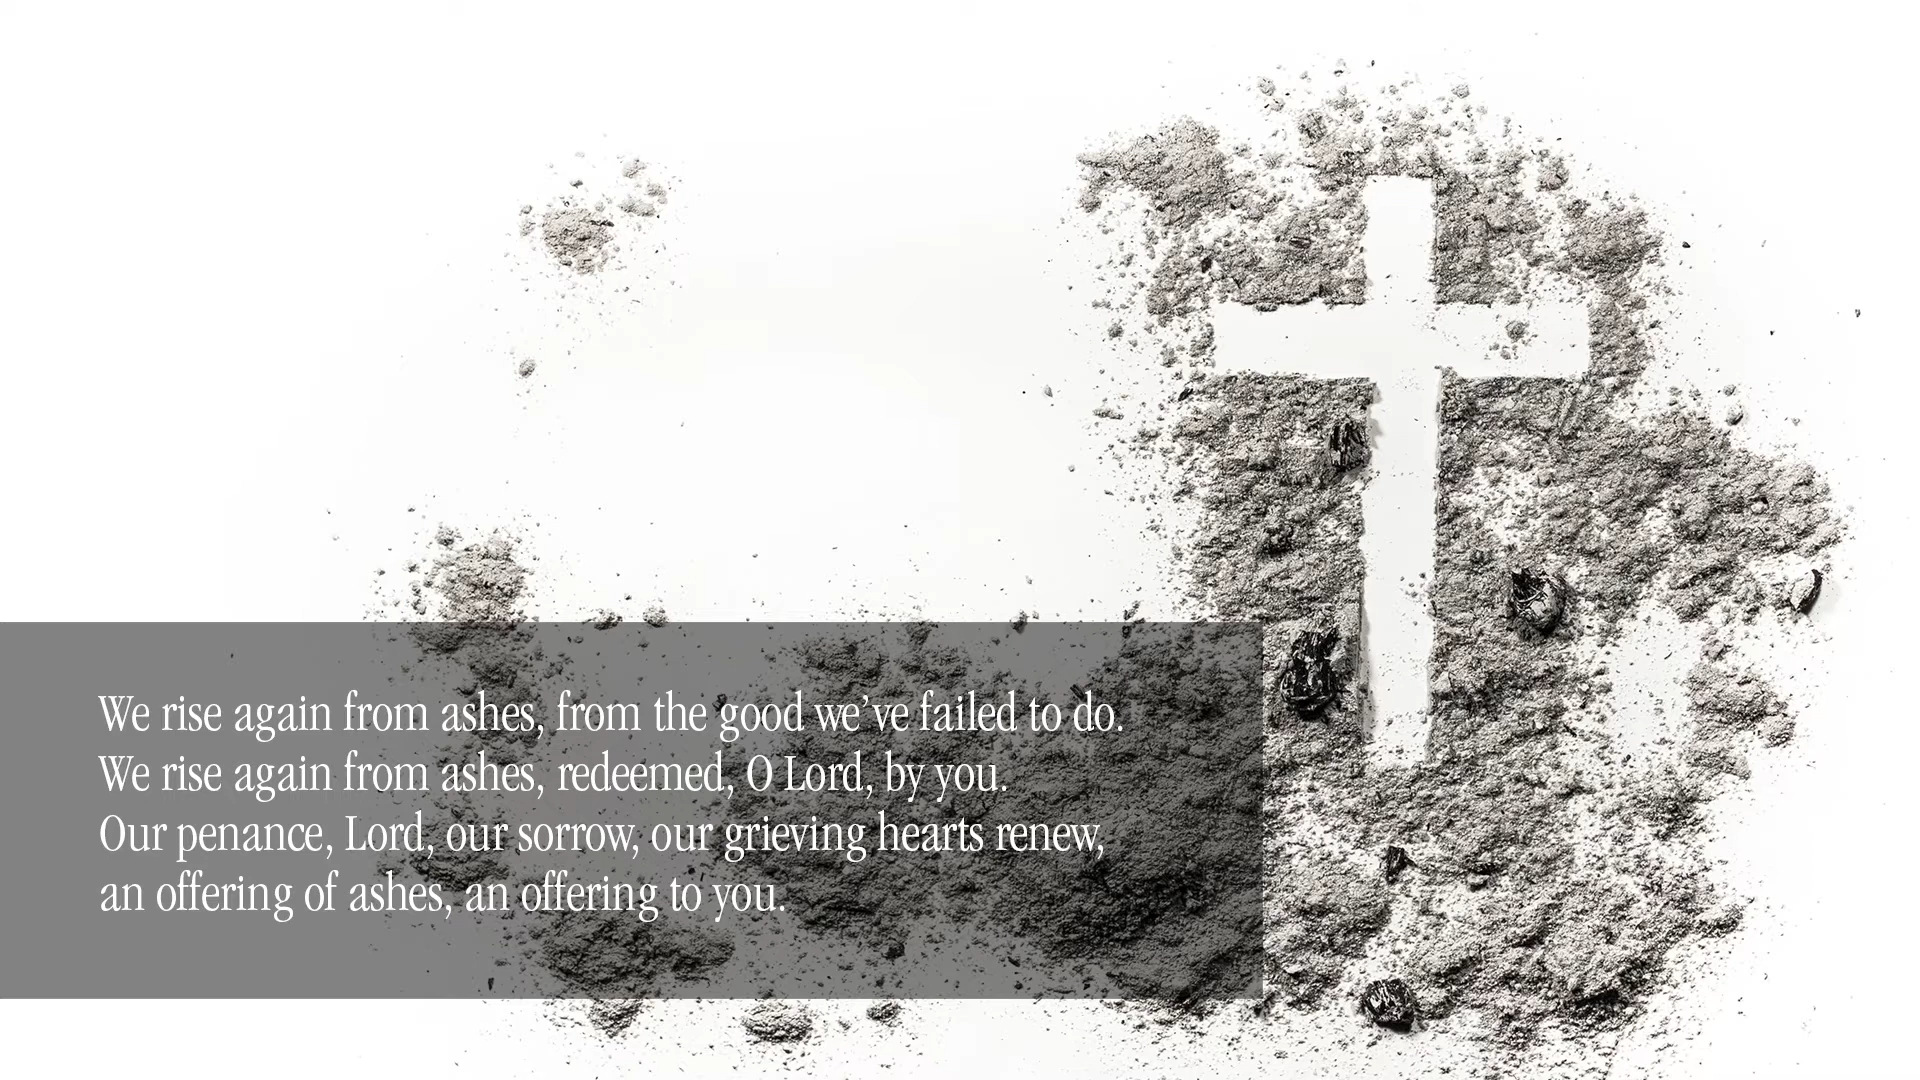 We rise again from ashes, from the good we’ve failed to do.
We rise again from ashes, redeemed, O Lord, by you.
Our penance, Lord, our sorrow, our grieving hearts renew,
an offering of ashes, an offering to you.